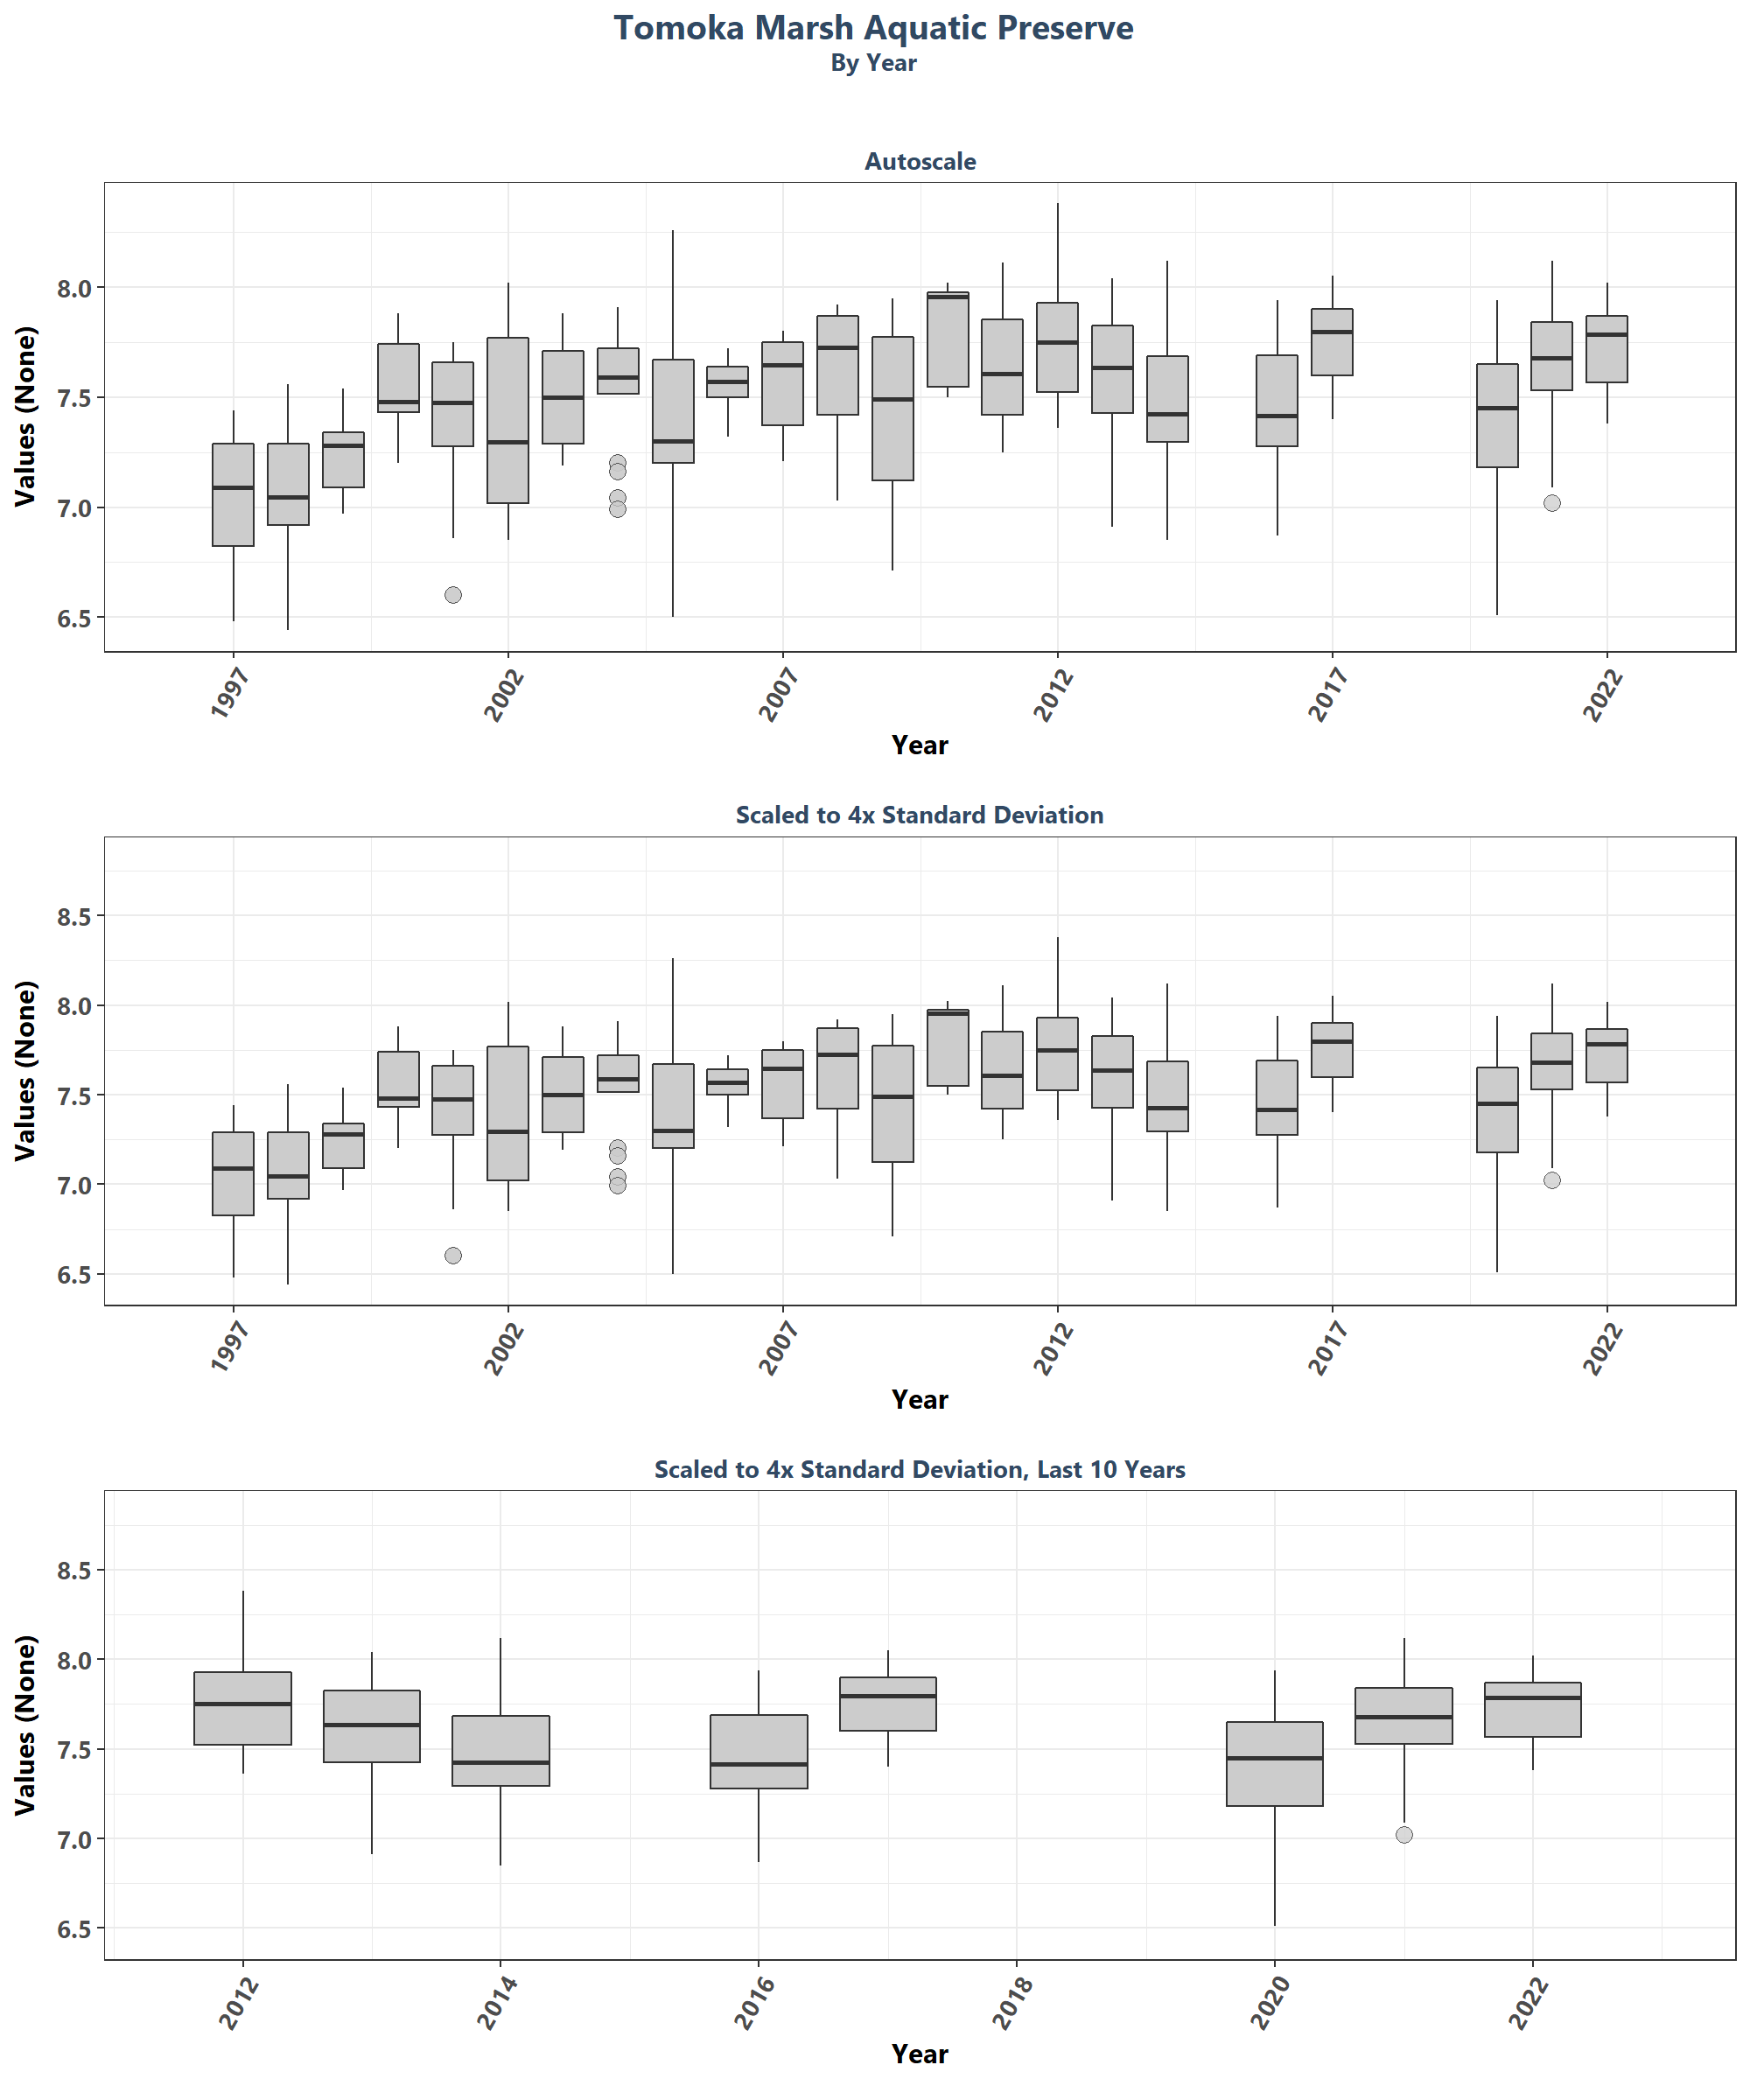 Tomoka Marsh Aquatic Preserve
By Year
Autoscale
Values (None)
8.0
7.5
7.0
6.5
1997 2002 2007 2012 2017 2022
Year
Scaled to 4x Standard Deviation
Values (None)
8.5
8.0
7.5
7.0
6.5
1997 2002 2007 2012 2017 2022
Year
Scaled to 4x Standard Deviation, Last 10 Years
Values (None)
8.5
8.0
7.5
7.0
6.5
2012 2014 2016 2018 2020 2022
Year